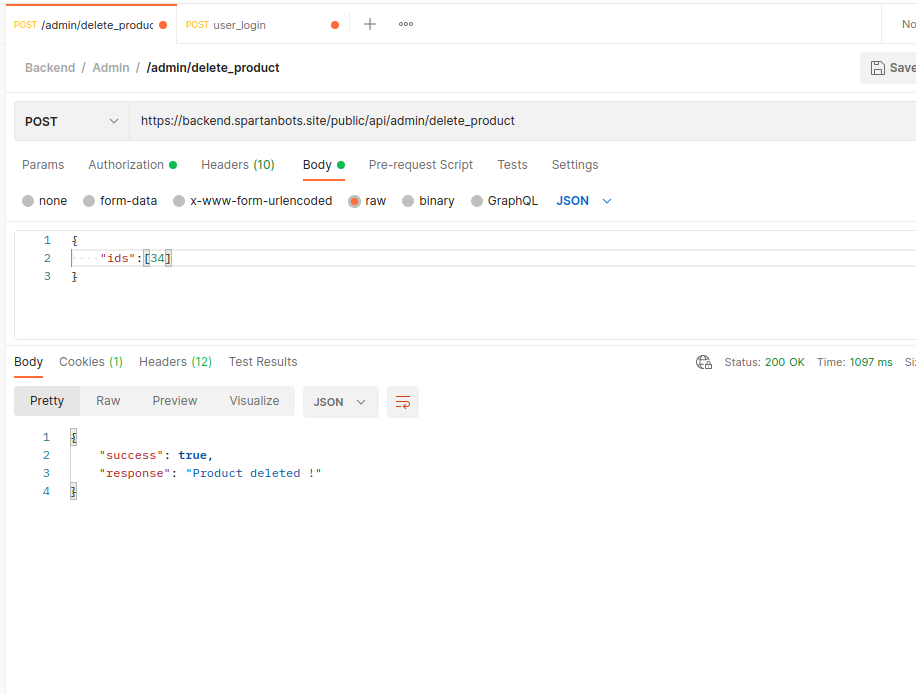 POST /admin/delete_produc POST user_login No
Backend / Admin / /admin/delete_product Save
POST https://backend.spartanbots.site/public/api/admin/delete_product
Params Authorization Headers (10) Body Pre-request Script Tests Settings
none form-data x-www-form-urlencoded raw binary GraphQL JSON
1 {
2 "ids":[34]
3 }
Body Cookies (1) Headers (12) Test Results Status: 200 OK Time: 1097 ms Si
Pretty Raw Preview Visualize JSON
1 {
2 "success": true,
3 "response": "Product deleted !"
4 }